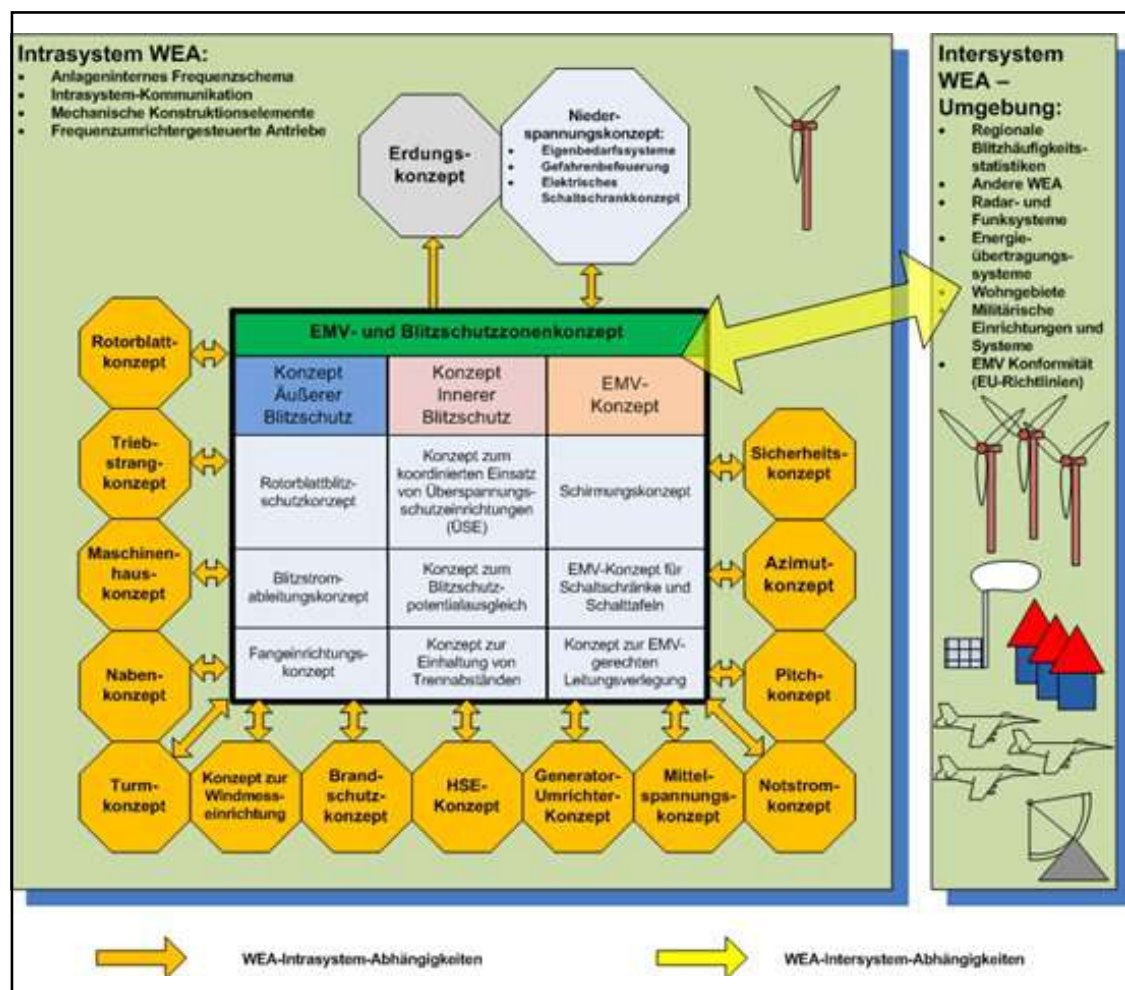 Intrasystem WEA:
• Anlageninternes Frequenzschema
• Intrasystem-Kommunikation
• Mechanische Konstruktionselemente
• Frequenzumrichtergesteuerte Antriebe
Erdungs-
konzept
Nieder-
spannungskonzept:
• Eigenbedarfssysteme
• Gefahrenbefeuerung
• Elektrisches
Schaltschrankkonzept
Intersystem
WEA –
Umgebung:
• Regionale
Blitzhäufigkeits-
statistiken
• Andere WEA
• Radar- und
Funksysteme
• Energie-
übertragungs-
systeme
• Wohngebiete
• Militärische
Einrichtungen und
Systeme
• EMV Konformität
(EU-Richtlinien)
EMV- und Blitzschutzzonenkonzept
Konzept
Äußerer
Blitzschutz
Konzept
Innerer
Blitzschutz
EMV-
Konzept
Rotorblattblitz-
schutzkonzept
Konzept zum
koordinierten Einsatz
von Überspannungs-
schutzeinrichtungen
(ÜSE)
Schirmungskonzept
Blitzstrom-
ableitungskonzept
Konzept zum
Blitzschutz-
potentialausgleich
EMV-Konzept für
Schaltschränke und
Schalttafeln
Fangeinrichtungs-
konzept
Konzept zur
Einhaltung von
Trennabständen
Konzept zur EMV-
gerechten
Leitungsverlegung
Rotorblatt-
konzept
Trieb-
strang-
konzept
Maschinen-
haus-
konzept
Naben-
konzept
Turm-
konzept
Konzept zur
Windmess-
einrichtung
Brand-
schutz-
konzept
HSE-
Konzept
Generator-
Umrichter-
Konzept
Mittel-
spannungs-
konzept
Notstrom-
konzept
Pitch-
konzept
Azimut-
konzept
Sicherheits-
konzept
WEA-Intrasystem-Abhängigkeiten
WEA-Intersystem-Abhängigkeiten